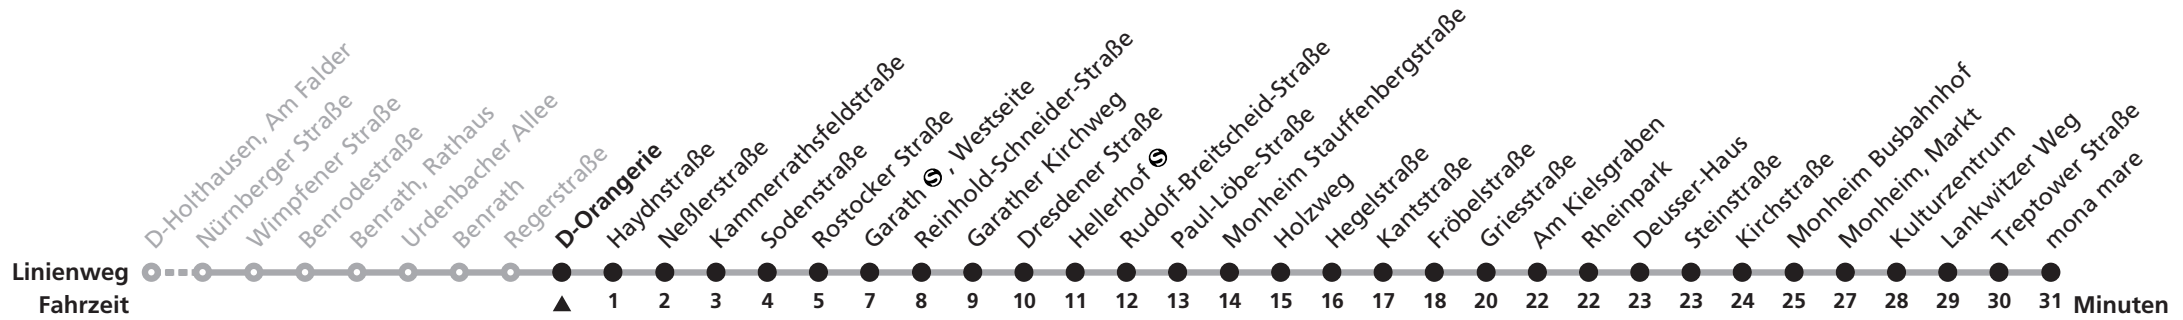 D-Holthausen, Am Falder
Nürnberger Straße
Wimpfener Straße
Benrodestraße
Benrath, Rathaus
Urdenbacher Allee
Benrath
Regerstraße
D-Orangerie
Haydnstraße
Neßlerstraße
Kammerrathsfeldstraße
Sodenstraße
Rostocker Straße
Garath S, Westseite
Reinhold-Schneider-Straße
Garather Kirchweg
Dresdener Straße
Hellerhof S
Rudolf-Breitscheid-Straße
Paul-Löbe-Straße
Monheim Stauffenbergstraße
Holzweg
Hegelstraße
Kantstraße
Fröbelstraße
Griesstraße
Am Kielsgraben
Rheinpark
Deusser-Haus
Steinstraße
Kirchstraße
Monheim Busbahnhof
Monheim, Markt
Kulturzentrum
Lankwitzer Weg
Treptower Straße
mona mare
Linienweg
Fahrzeit 1 2 3 4 5 7 8 9 10 11 12 13 14 15 16 17 18 20 22 22 23 23 24 25 27 28 29 30 31 Minuten